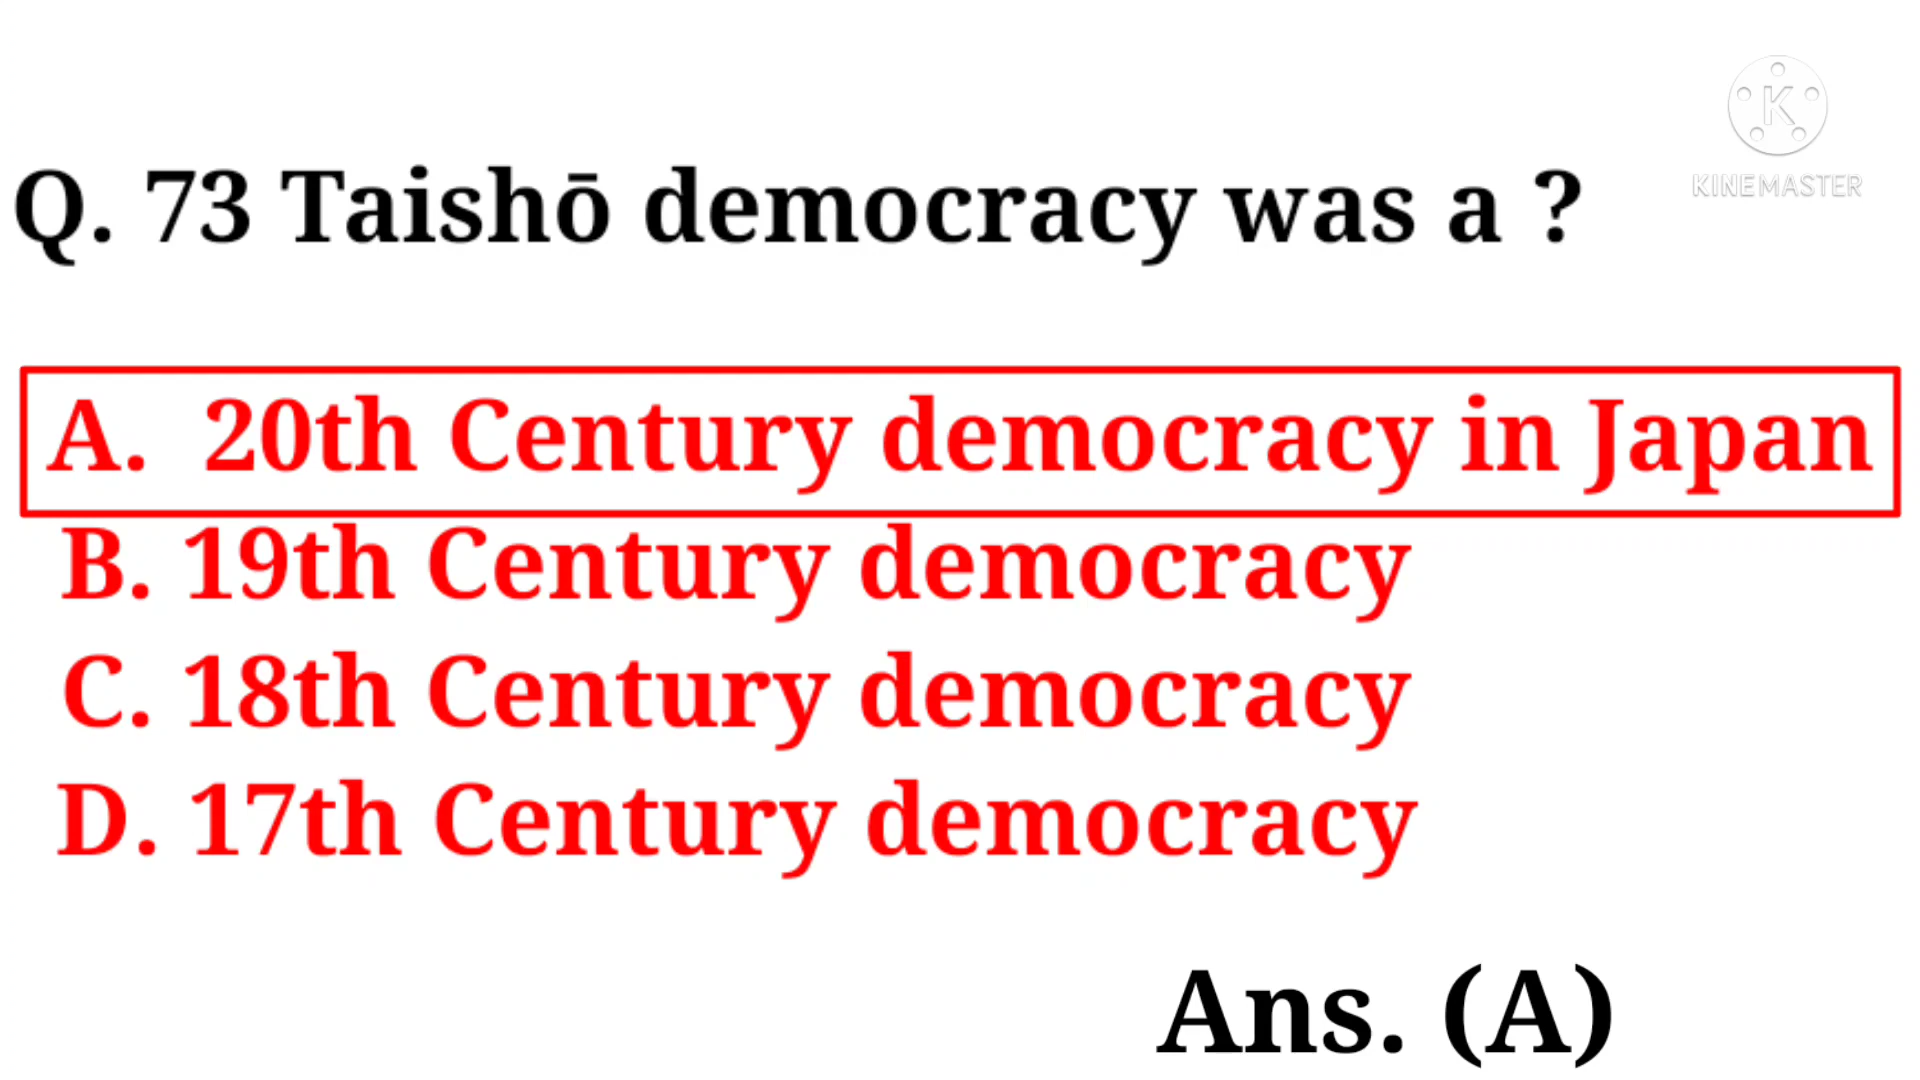 K
KINEMASTER
Q. 73 Taishō democracy was a ?
A. 20th Century democracy in Japan
B. 19th Century democracy
C. 18th Century democracy
D. 17th Century democracy
Ans. (A)